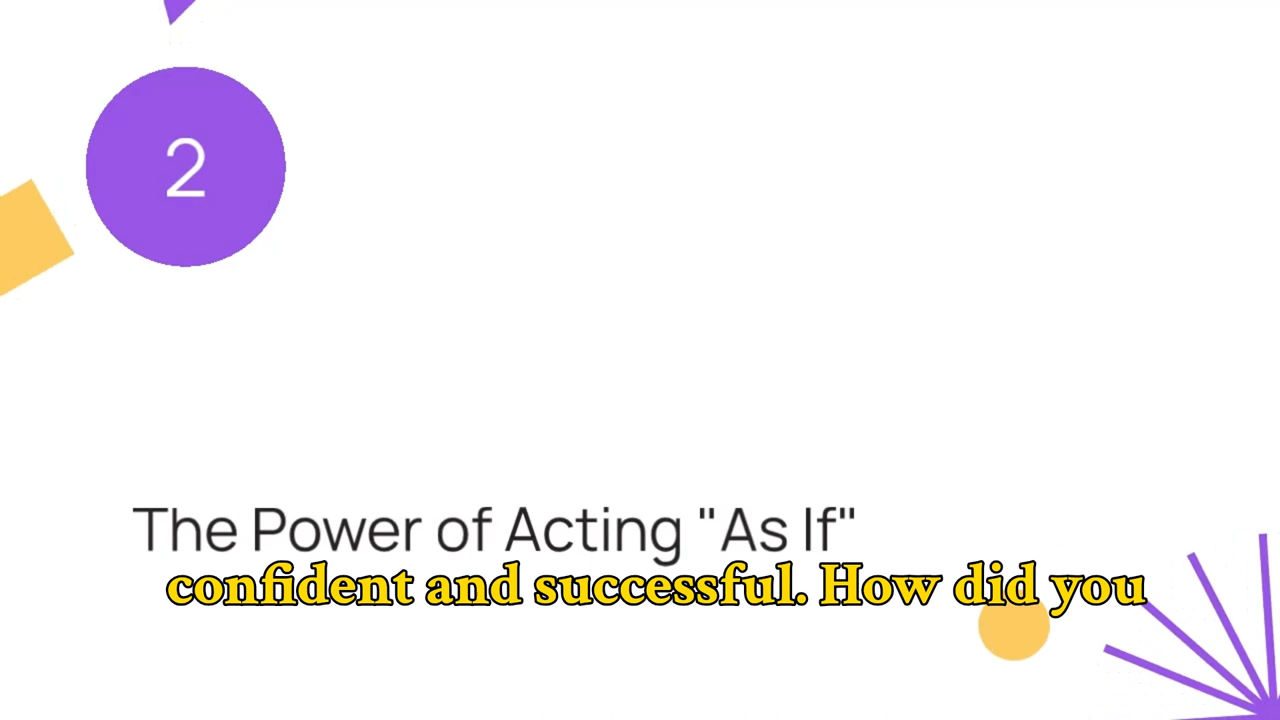 2
The Power of Acting "As If"
confident and successful. How did you